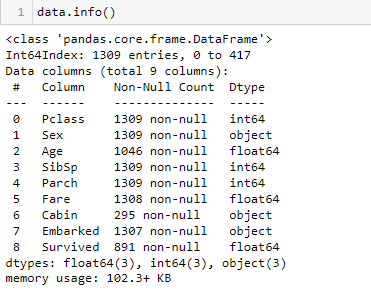 1 data.info()
<class 'pandas.core.frame.DataFrame'>
Int64Index: 1309 entries, 0 to 417
Data columns (total 9 columns):
 #   Column    Non-Null Count  Dtype
---  ------    --------------  -----
 0   Pclass    1309 non-null   int64
 1   Sex       1309 non-null   object
 2   Age       1046 non-null   float64
 3   SibSp     1309 non-null   int64
 4   Parch     1309 non-null   int64
 5   Fare      1308 non-null   float64
 6   Cabin     295 non-null    object
 7   Embarked  1307 non-null   object
 8   Survived  891 non-null    float64
dtypes: float64(3), int64(3), object(3)
memory usage: 102.3+ KB